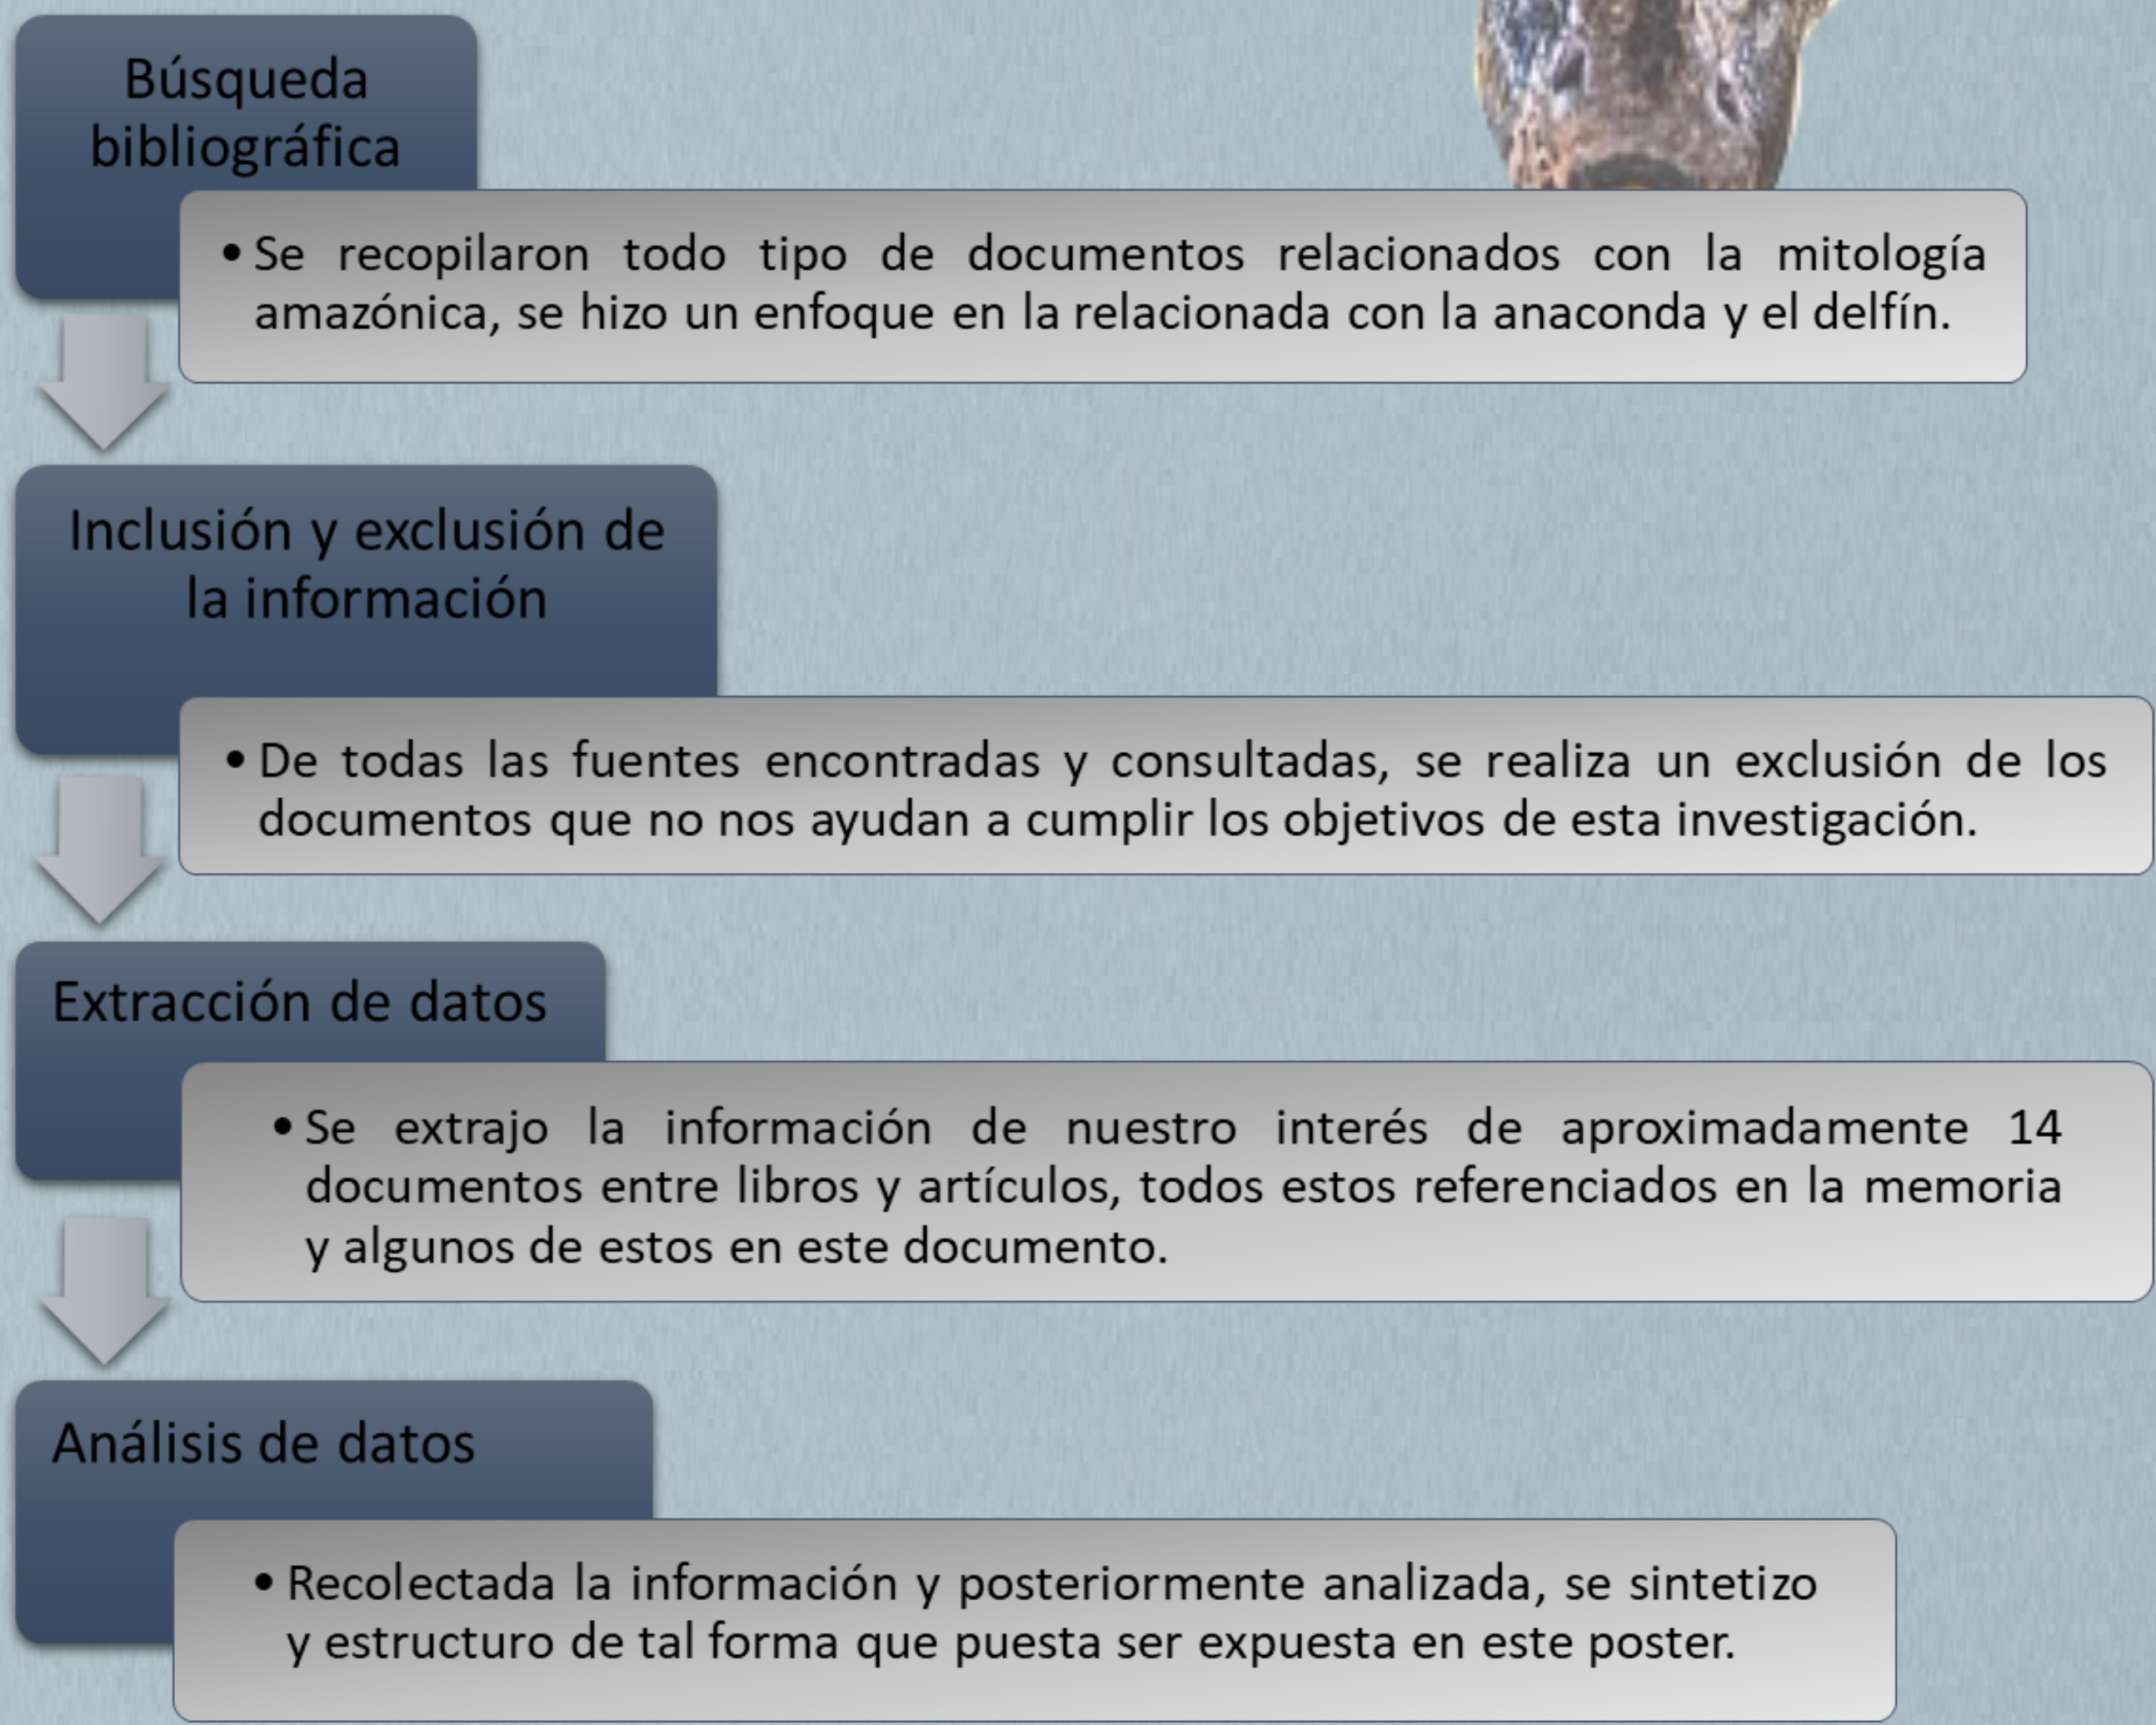 Búsqueda
bibliográfica
• Se recopilaron todo tipo de documentos relacionados con la mitología
amazónica, se hizo un enfoque en la relacionada con la anaconda y el delfín.
Inclusión y exclusión de
la información
• De todas las fuentes encontradas y consultadas, se realiza un exclusión de los
documentos que no nos ayudan a cumplir los objetivos de esta investigación.
Extracción de datos
• Se extrajo la información de nuestro interés de aproximadamente 14
documentos entre libros y artículos, todos estos referenciados en la memoria
y algunos de estos en este documento.
Análisis de datos
• Recolectada la información y posteriormente analizada, se sintetizo
y estructuro de tal forma que puesta ser expuesta en este poster.